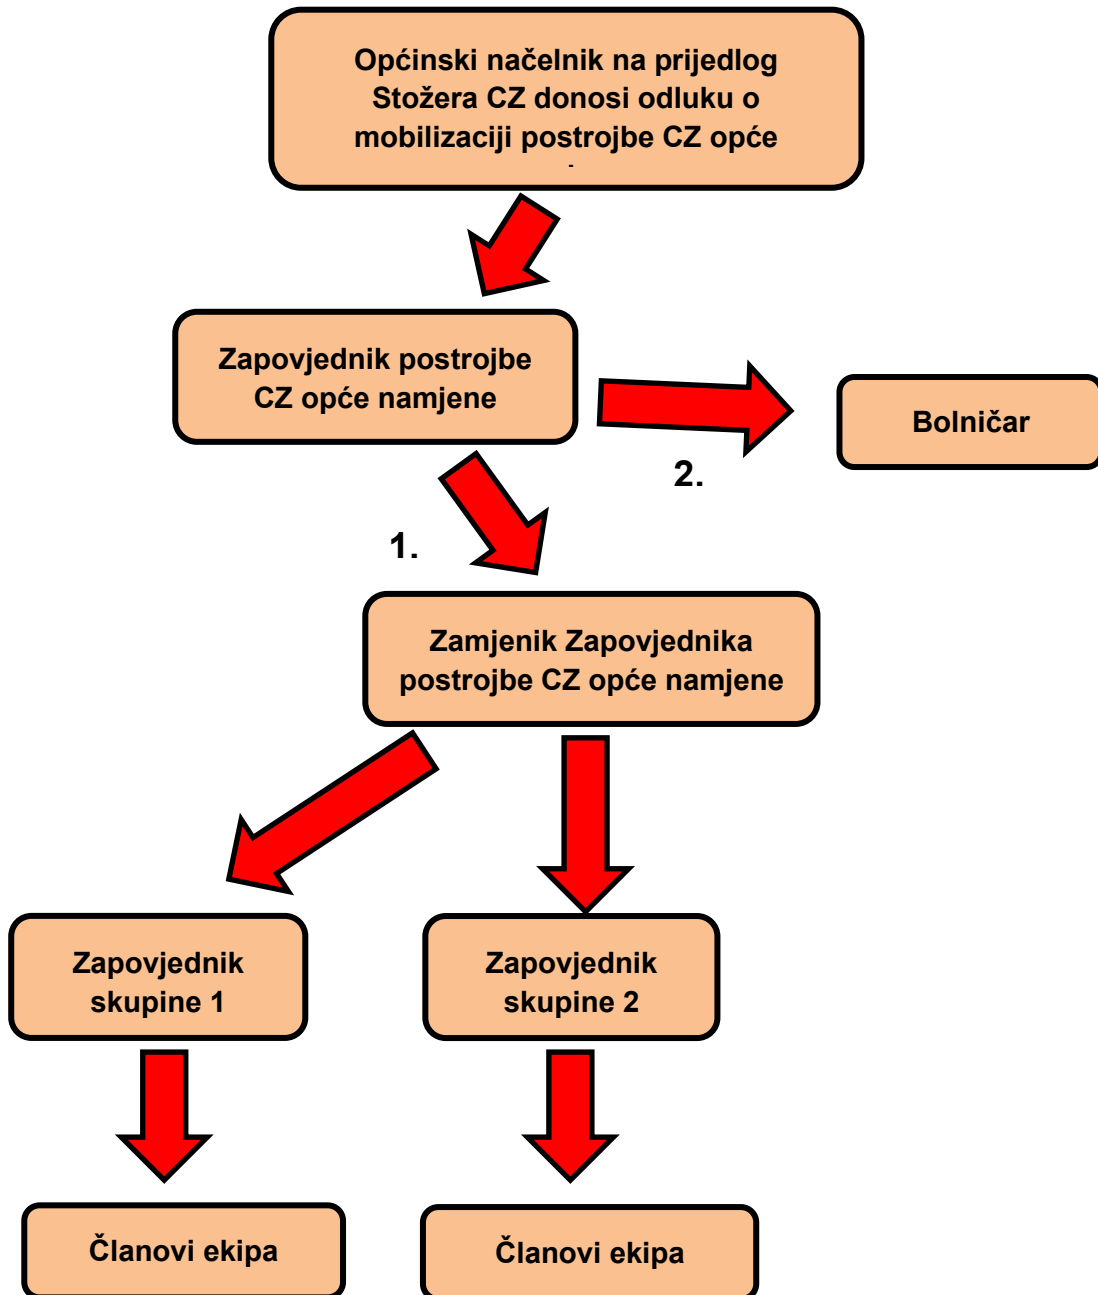 Općinski načelnik na prijedlog
Stožera CZ donosi odluku o
mobilizaciji postrojbe CZ opće
Zapovjednik postrojbe
CZ opće namjene
Bolničar
2.
1.
Zamjenik Zapovjednika
postrojbe CZ opće namjene
Zapovjednik
skupine 1
Zapovjednik
skupine 2
Članovi ekipa
Članovi ekipa